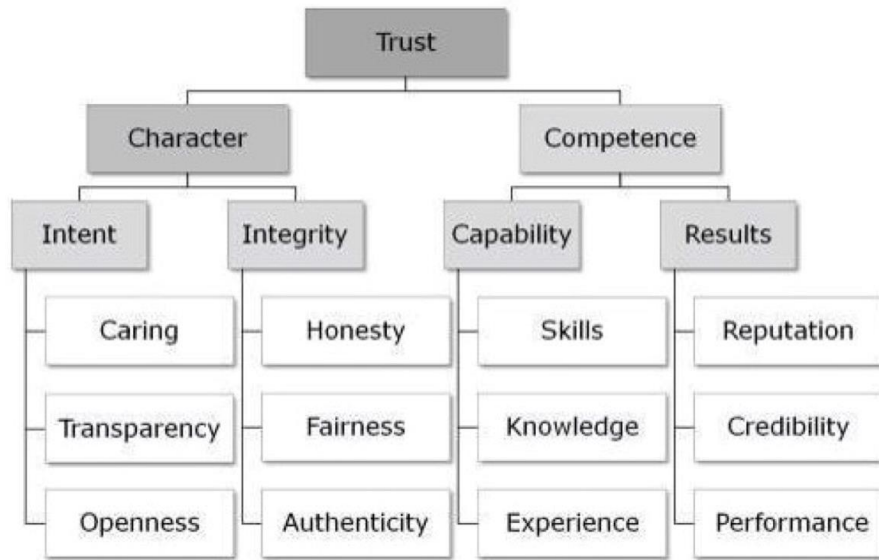 Trust
Character
Competence
Intent
Integrity
Capability
Results
Caring
Honesty
Skills
Reputation
Transparency
Fairness
Knowledge
Credibility
Openness
Authenticity
Experience
Performance